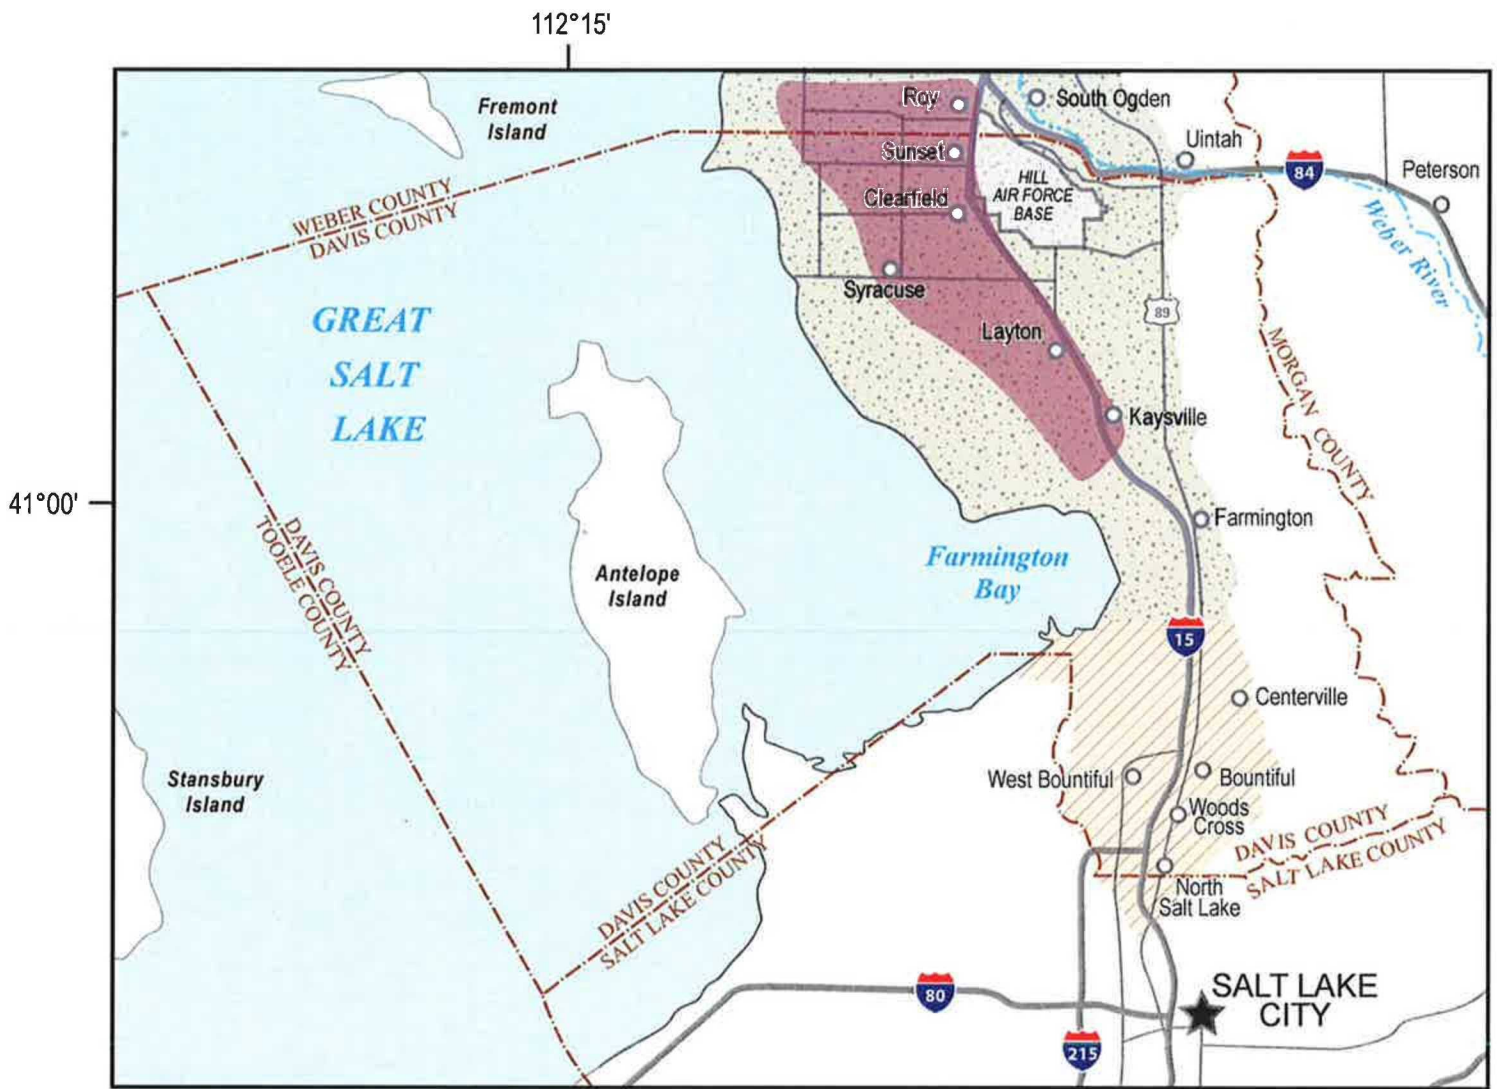 112°15'
Fremont
Island
Roy
South Ogden
Sunset
Uintah
84
Peterson
HILL
AIR FORCE
BASE
Clearfield
WEBER COUNTY
DAVIS COUNTY
Weber River
Syracuse
89
GREAT
SALT
LAKE
Layton
MORGAN COUNTY
Kaysville
41°00'
Farmington
DAVIS COUNTY
TOOELE COUNTY
Antelope
Island
Farmington
Bay
15
Centerville
Stansbury
Island
West Bountiful
Bountiful
Woods
Cross
DAVIS COUNTY
SALT LAKE COUNTY
DAVIS COUNTY
SALT LAKE COUNTY
North
Salt Lake
80
SALT LAKE
CITY
215